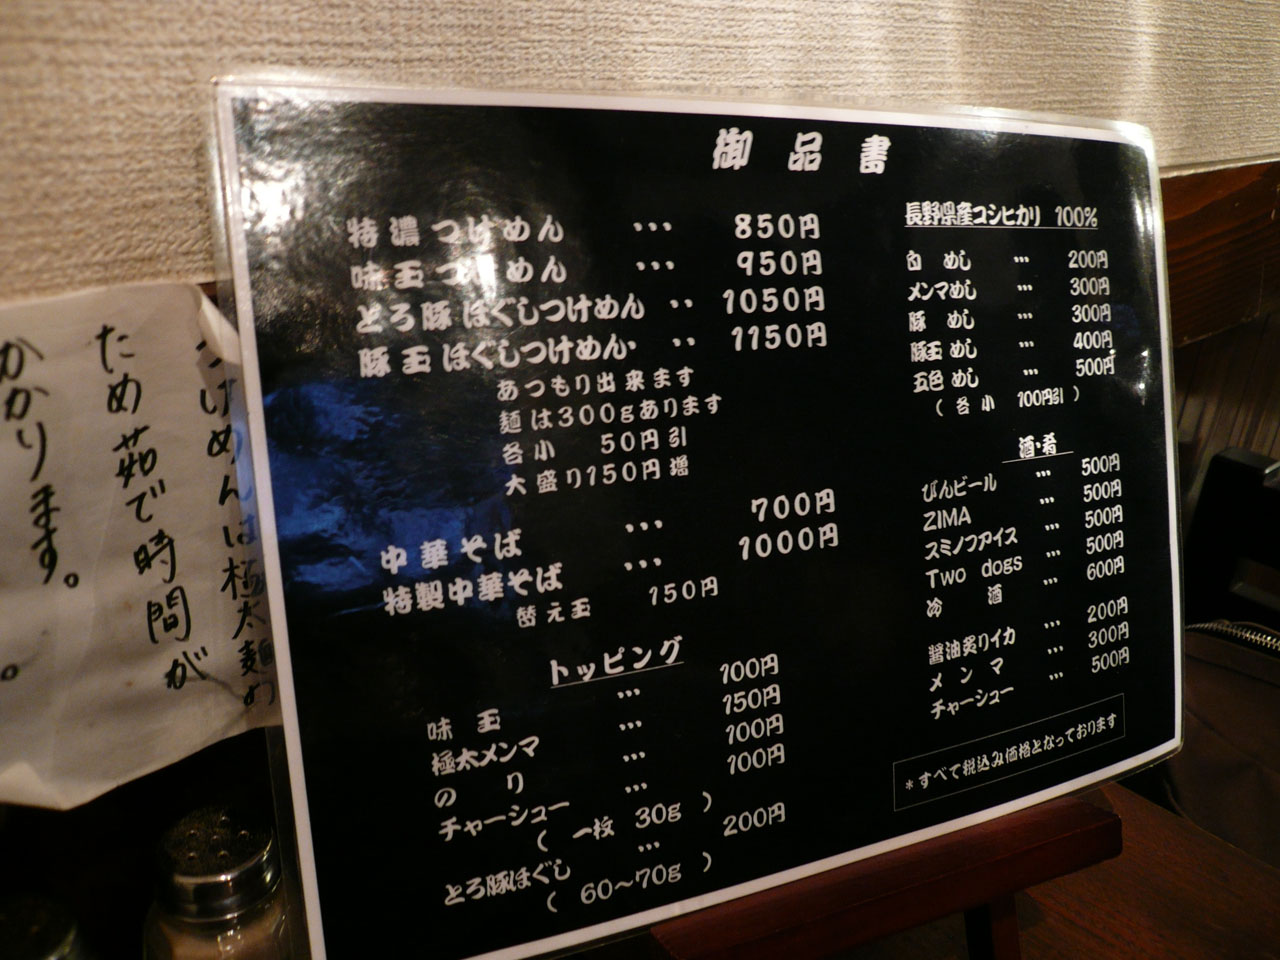 御品書
特濃つけめん ・・・ 850円
味玉つけめん ・・・ 950円
とろ豚ほぐしつけめん ・・ 1050円
豚玉ほぐしつけめん ・・ 1150円
あつもり出来ます
麺は300gあります
各小 50円引
大盛り150円増
中華そば ・・・ 700円
特製中華そば ・・・ 1000円
替え玉 150円
トッピング
味玉 ・・・ 100円
極太メンマ ・・・ 150円
のり ・・・ 100円
チャーシュー ・・・ 100円
( 一枚 30g )
とろ豚ほぐし ・・・ 200円
( 60〜70g )
長野県産コシヒカリ 100%
白めし ・・・ 200円
メンマめし ・・・ 300円
豚めし ・・・ 300円
豚玉めし ・・・ 400円
五色めし ・・・ 500円
( 各小 100円引 )
酒・肴
びんビール ・・・ 500円
ZIMA ・・・ 500円
スミノフアイス ・・・ 500円
Two dogs ・・・ 500円
冷酒 ・・・ 600円
醤油炙りイカ ・・・ 200円
メンマ ・・・ 300円
チャーシュー ・・・ 500円
*すべて税込み価格となっております
つけめんは極太麺の
ため茹で時間が
かかります。